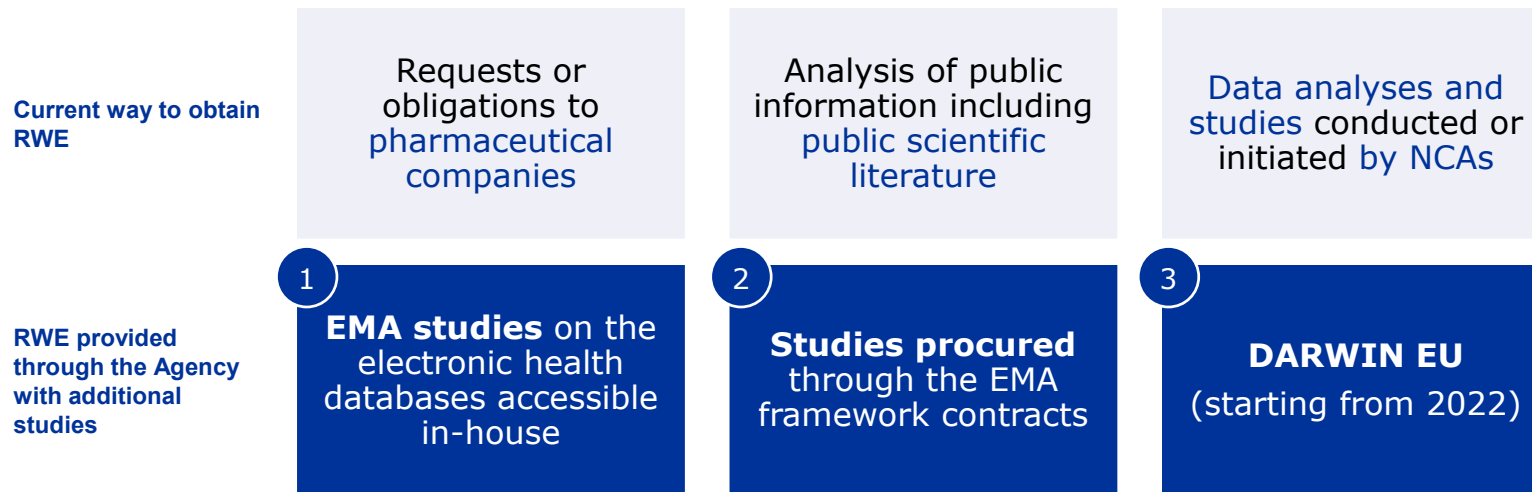 Current way to obtain
RWE
Requests or
obligations to
pharmaceutical
companies
Analysis of public
information including
public scientific
literature
Data analyses and
studies conducted or
initiated by NCAs
RWE provided
through the Agency
with additional
studies
1
EMA studies on the
electronic health
databases accessible
in-house
2
Studies procured
through the EMA
framework contracts
3
DARWIN EU
(starting from 2022)